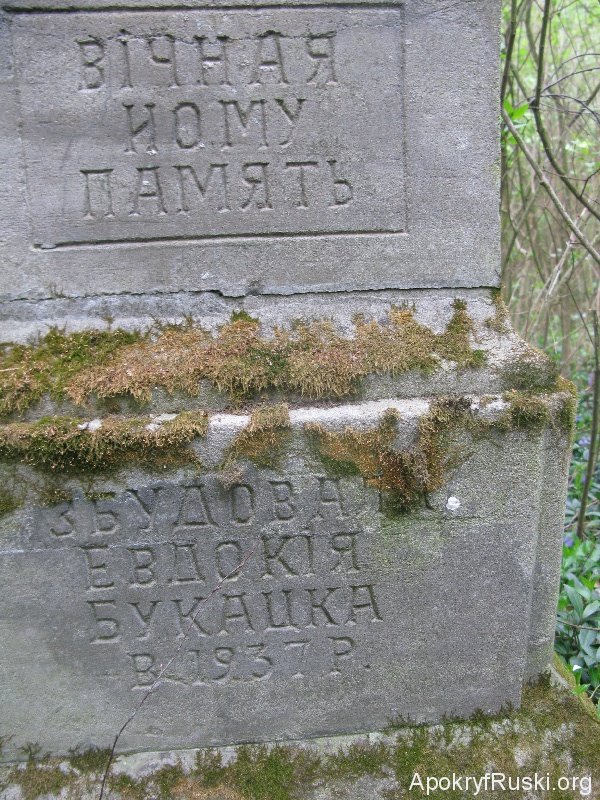 ВІЧНАЯ
ЙОМУ
ПАМЯТЬ
ЗБУДОВА
ЕВДОКІЯ
БУКАЦКА
В 1937 Р.
ApokryfRuski.org